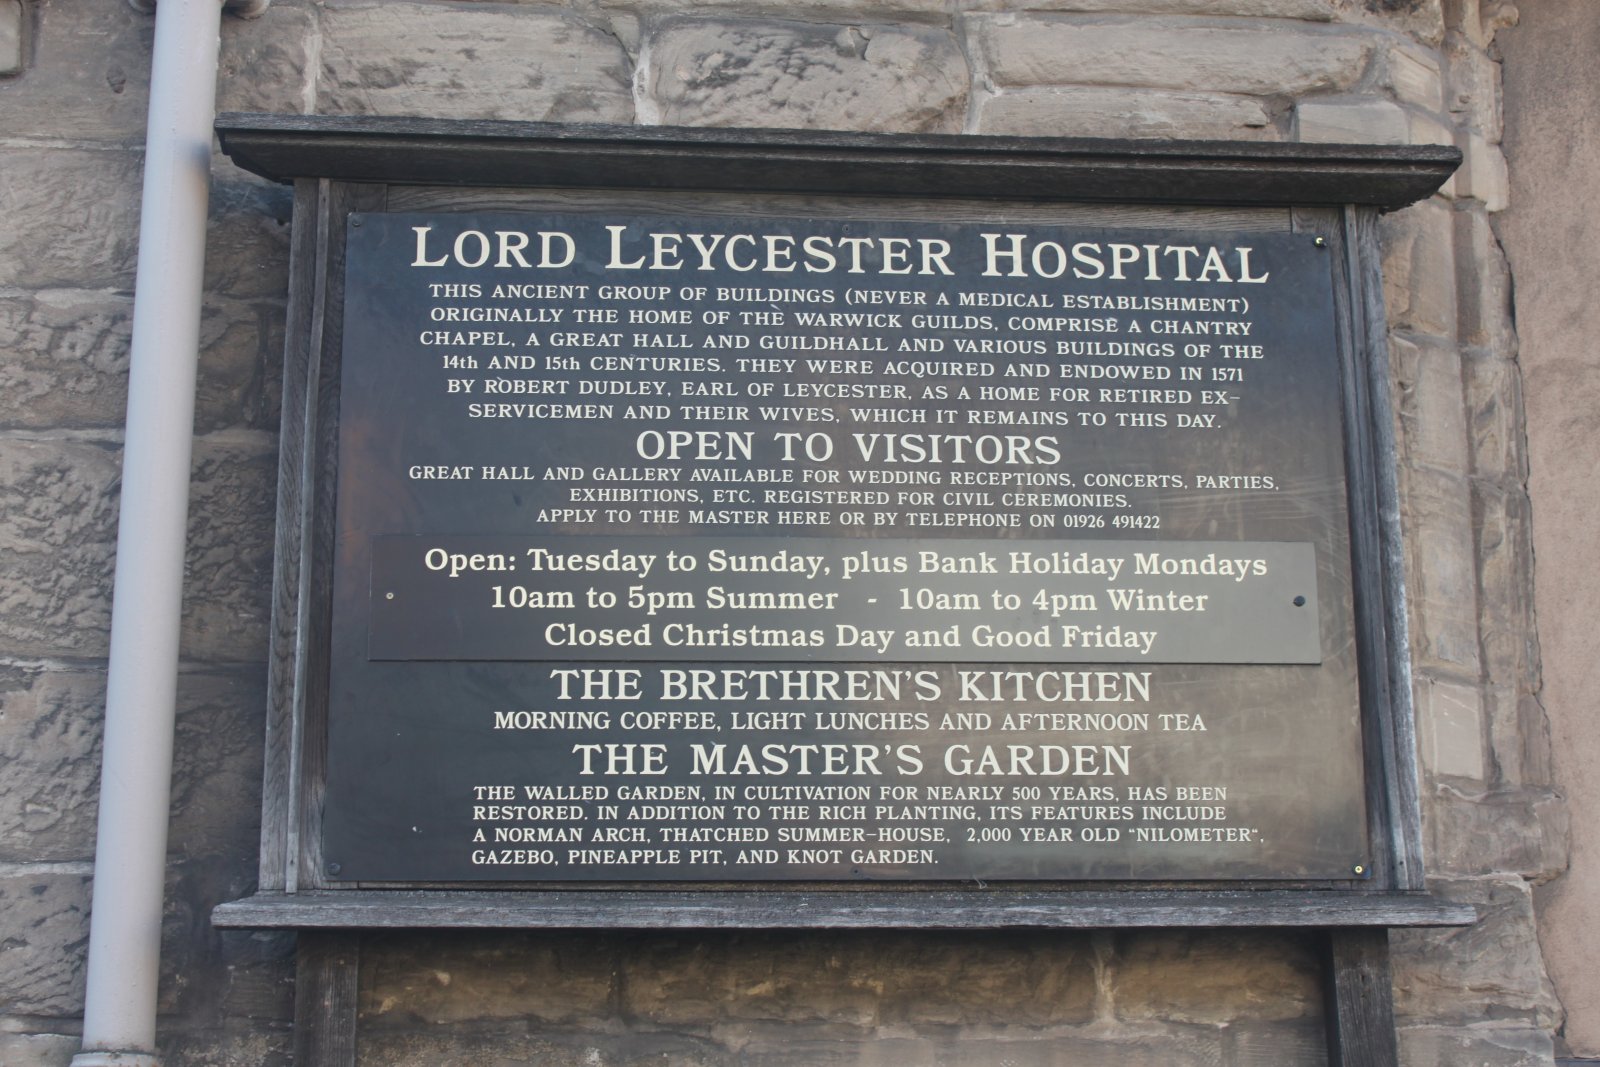 LORD LEYCESTER HOSPITAL
THIS ANCIENT GROUP OF BUILDINGS (NEVER A MEDICAL ESTABLISHMENT)
ORIGINALLY THE HOME OF THE WARWICK GUILDS, COMPRISE A CHANTRY
CHAPEL, A GREAT HALL AND GUILDHALL AND VARIOUS BUILDINGS OF THE
14th AND 15th CENTURIES. THEY WERE ACQUIRED AND ENDOWED IN 1571
BY ROBERT DUDLEY, EARL OF LEYCESTER, AS A HOME FOR RETIRED EX-
SERVICEMEN AND THEIR WIVES, WHICH IT REMAINS TO THIS DAY.
OPEN TO VISITORS
GREAT HALL AND GALLERY AVAILABLE FOR WEDDING RECEPTIONS, CONCERTS, PARTIES,
EXHIBITIONS, ETC. REGISTERED FOR CIVIL CEREMONIES.
APPLY TO THE MASTER HERE OR BY TELEPHONE ON 01926 491422
Open: Tuesday to Sunday, plus Bank Holiday Mondays
10am to 5pm Summer - 10am to 4pm Winter
Closed Christmas Day and Good Friday
THE BRETHREN'S KITCHEN
MORNING COFFEE, LIGHT LUNCHES AND AFTERNOON TEA
THE MASTER'S GARDEN
THE WALLED GARDEN, IN CULTIVATION FOR NEARLY 500 YEARS, HAS BEEN
RESTORED. IN ADDITION TO THE RICH PLANTING, ITS FEATURES INCLUDE
A NORMAN ARCH, THATCHED SUMMER-HOUSE, 2,000 YEAR OLD "NILOMETER",
GAZEBO, PINEAPPLE PIT, AND KNOT GARDEN.